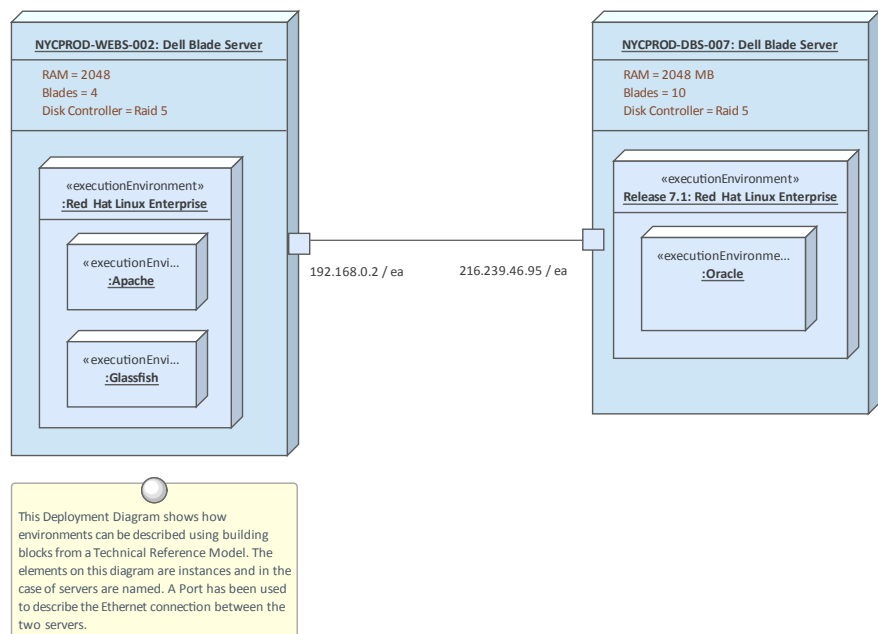 NYCPROD-WEBS-002: Dell Blade Server
RAM = 2048
Blades = 4
Disk Controller = Raid 5
«executionEnvironment»
:Red Hat Linux Enterprise
«executionEnvi...
:Apache
«executionEnvi...
:Glassfish
192.168.0.2 / ea
216.239.46.95 / ea
NYCPROD-DBS-007: Dell Blade Server
RAM = 2048 MB
Blades = 10
Disk Controller = Raid 5
«executionEnvironment»
Release 7.1: Red Hat Linux Enterprise
«executionEnvironme...
:Oracle
This Deployment Diagram shows how
environments can be described using building
blocks from a Technical Reference Model. The
elements on this diagram are instances and in the
case of servers are named. A Port has been used
to describe the Ethernet connection between the
two servers.